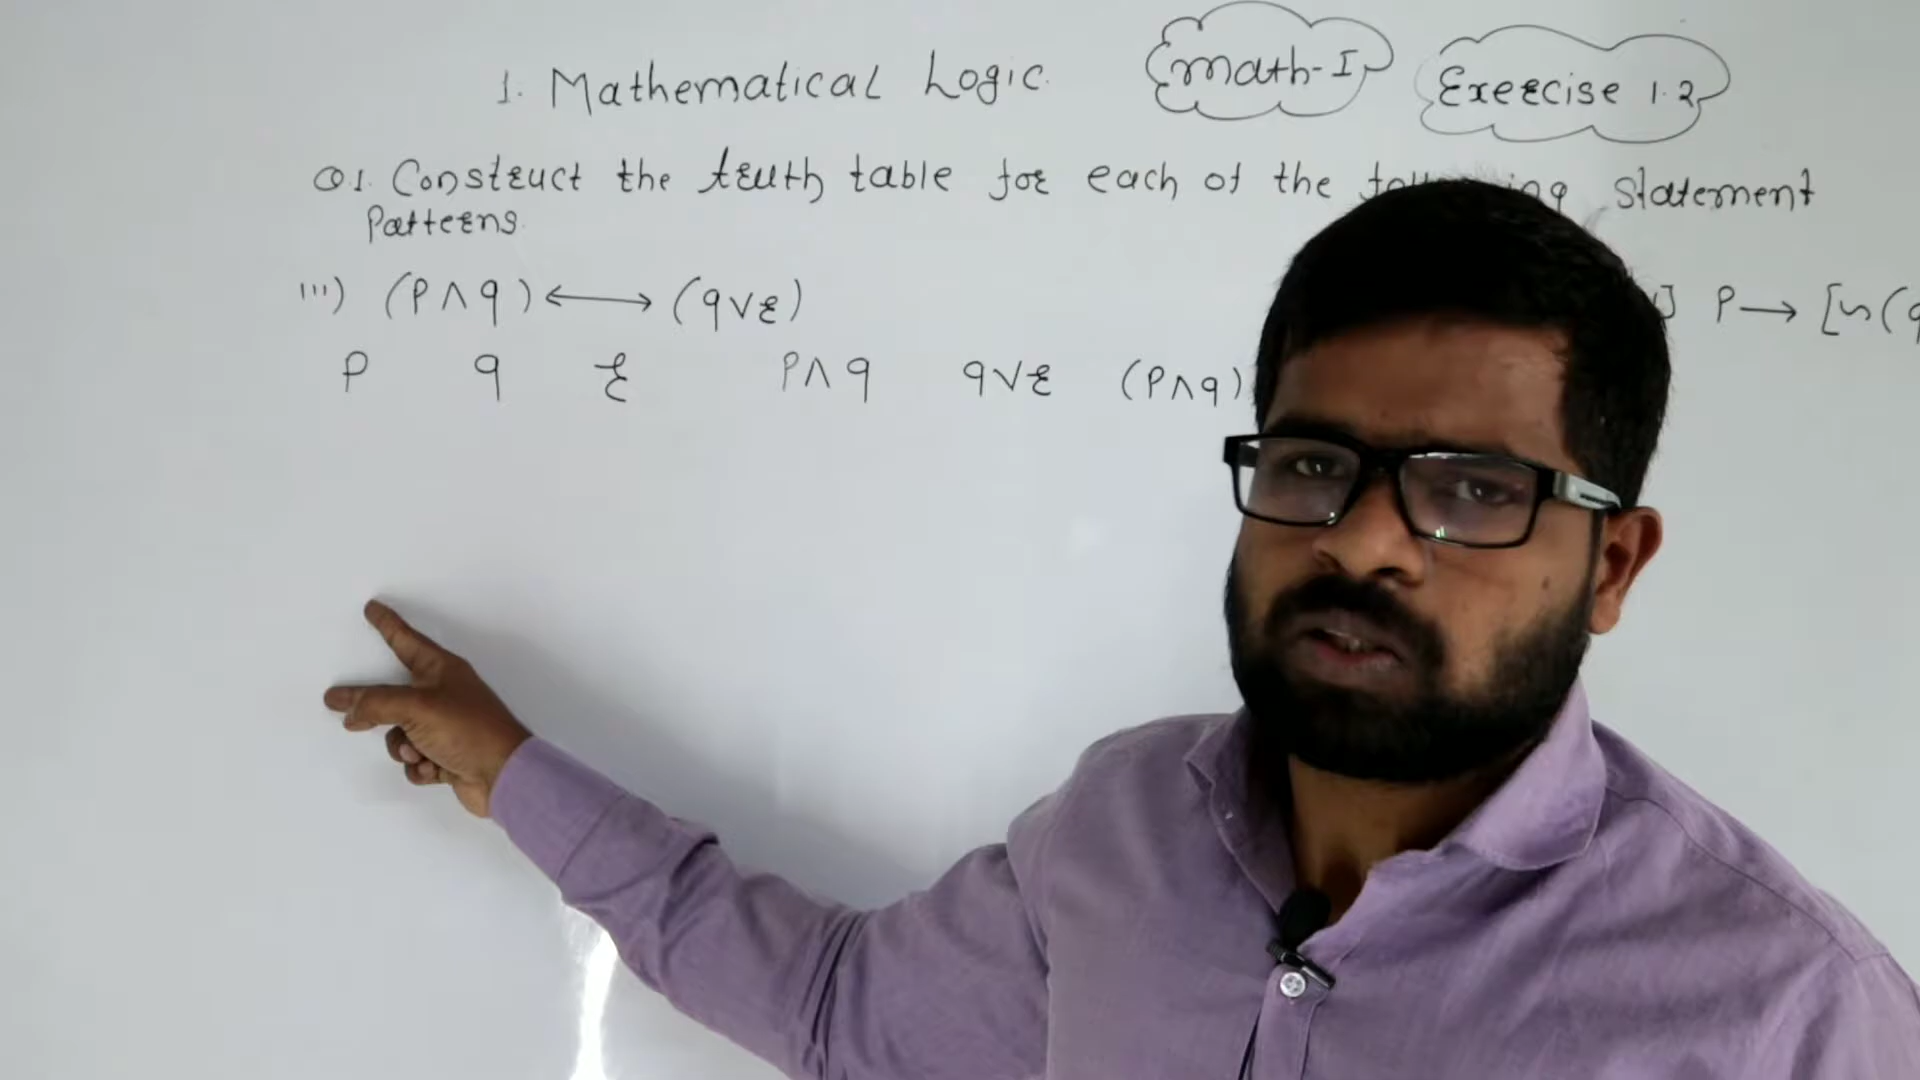 1. Mathematical Logic. Math-I Exercise 1.2
Q1. Construct the truth table for each of the statement
Patterns.
iii) (P∧q)⟷(q∨r) P⟶[~(q
P q r P∧q q∨r (P∧q)